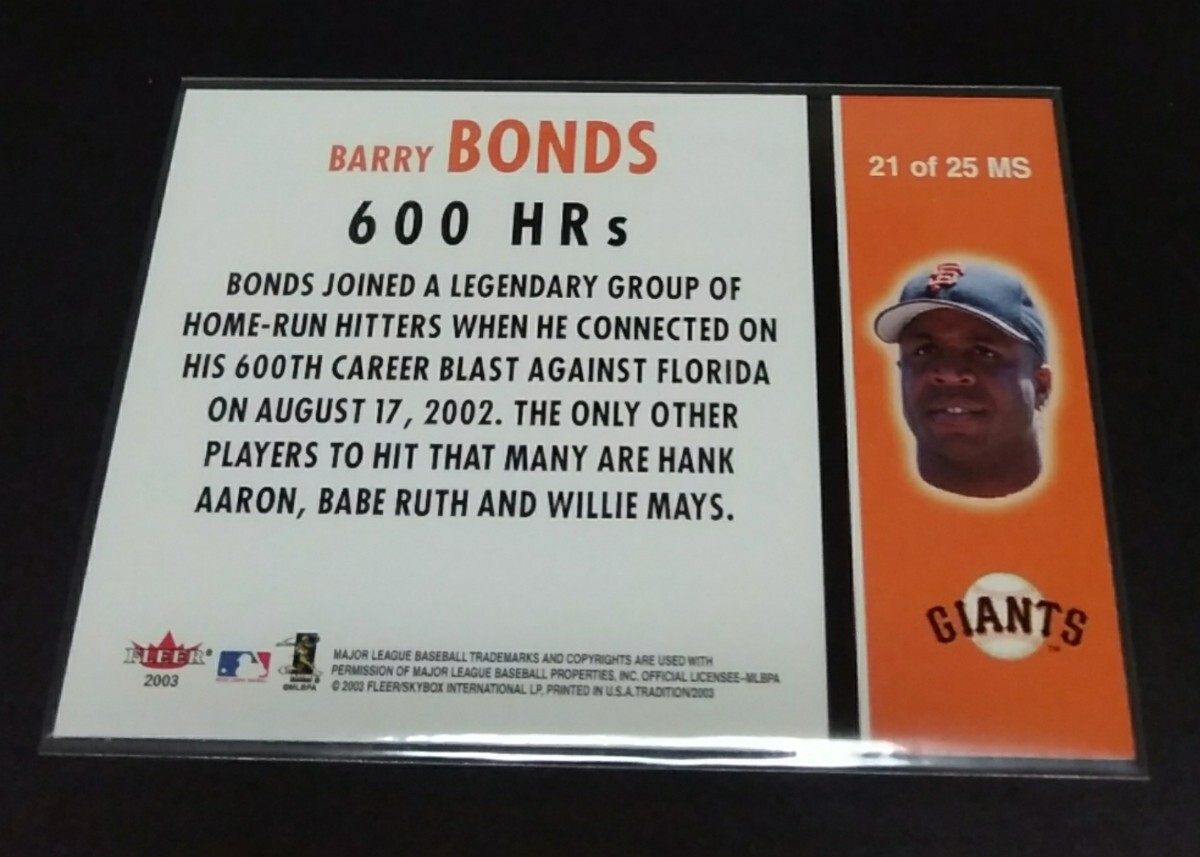 BARRY BONDS
600 HRs
BONDS JOINED A LEGENDARY GROUP OF
HOME-RUN HITTERS WHEN HE CONNECTED ON
HIS 600TH CAREER BLAST AGAINST FLORIDA
ON AUGUST 17, 2002. THE ONLY OTHER
PLAYERS TO HIT THAT MANY ARE HANK
AARON, BABE RUTH AND WILLIE MAYS.
FLEER®
2003
©MLBPA
MAJOR LEAGUE BASEBALL TRADEMARKS AND COPYRIGHTS ARE USED WITH
PERMISSION OF MAJOR LEAGUE BASEBALL PROPERTIES, INC. OFFICIAL LICENSEE–MLBPA
© 2003 FLEER/SKYBOX INTERNATIONAL LP, PRINTED IN U.S.A. TRADITION/2003
21 of 25 MS
SF
GIANTS
TM